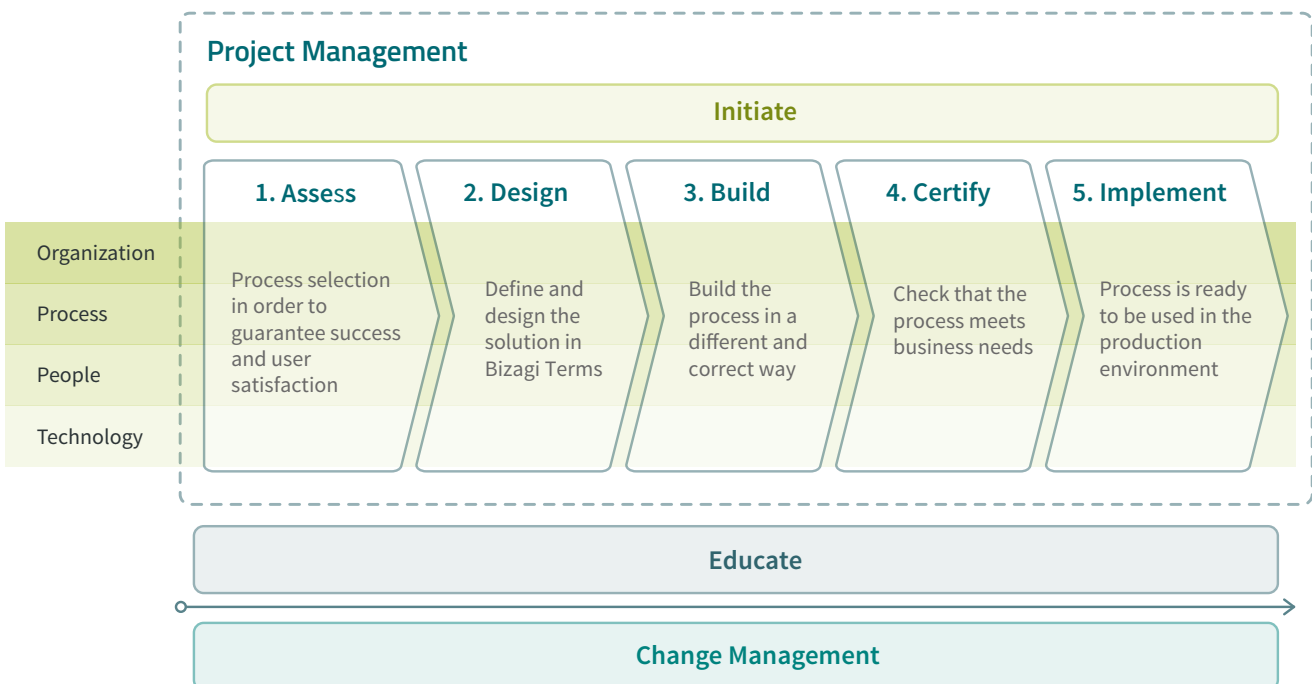 Project Management
Initiate
1. Assess
2. Design
3. Build
4. Certify
5. Implement
Organization
Process
People
Technology
Process selection
in order to
guarantee success
and user
satisfaction
Define and
design the
solution in
Bizagi Terms
Build the
process in a
different and
correct way
Check that the
process meets
business needs
Process is ready
to be used in the
production
environment
Educate
Change Management